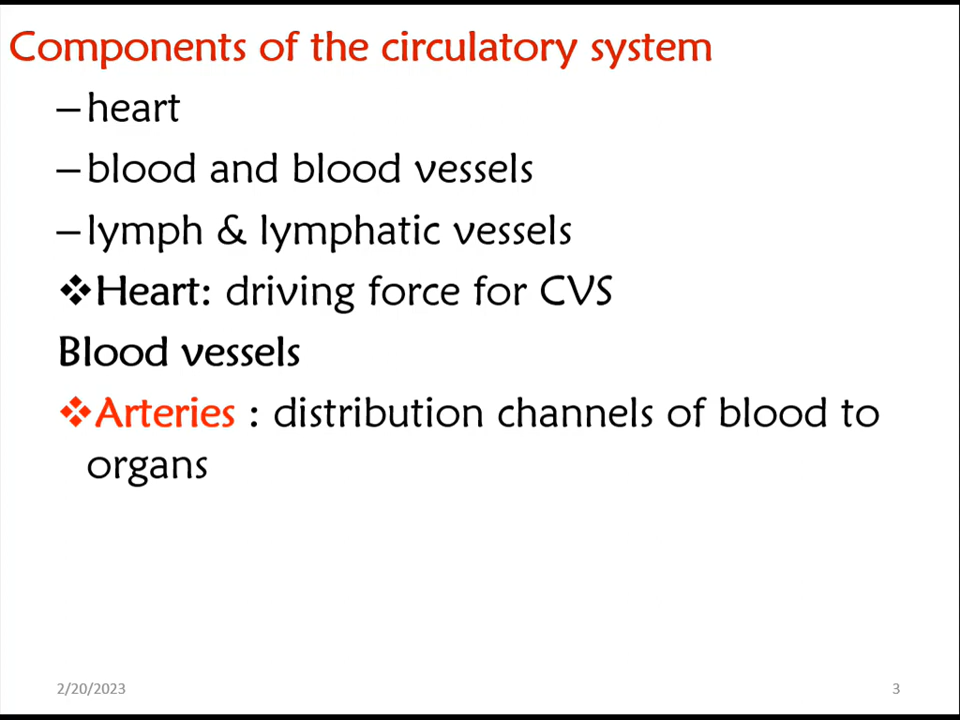 Components of the circulatory system
– heart
– blood and blood vessels
– lymph & lymphatic vessels
❖Heart: driving force for CVS
Blood vessels
❖Arteries : distribution channels of blood to
organs
2/20/2023 3